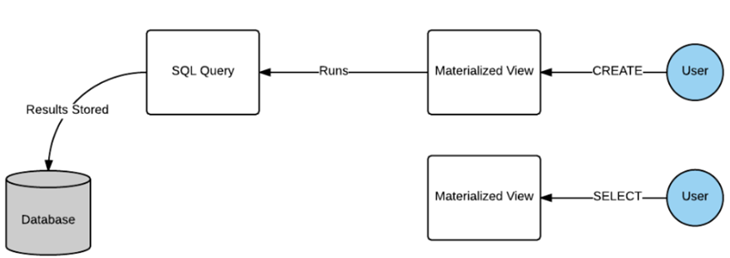 SQL Query
Runs
Materialized View
CREATE
User
Results Stored
Database
Materialized View
SELECT
User